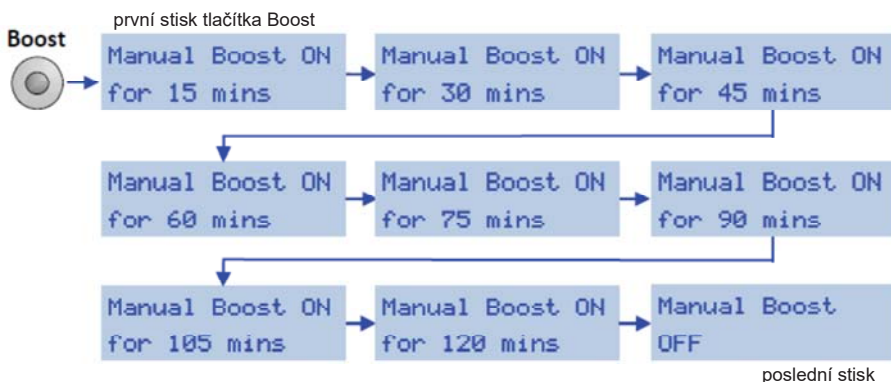 první stisk tlačítka Boost
Boost
Manual Boost ON
for 15 mins
Manual Boost ON
for 30 mins
Manual Boost ON
for 45 mins
Manual Boost ON
for 60 mins
Manual Boost ON
for 75 mins
Manual Boost ON
for 90 mins
Manual Boost ON
for 105 mins
Manual Boost ON
for 120 mins
Manual Boost
OFF
poslední stisk